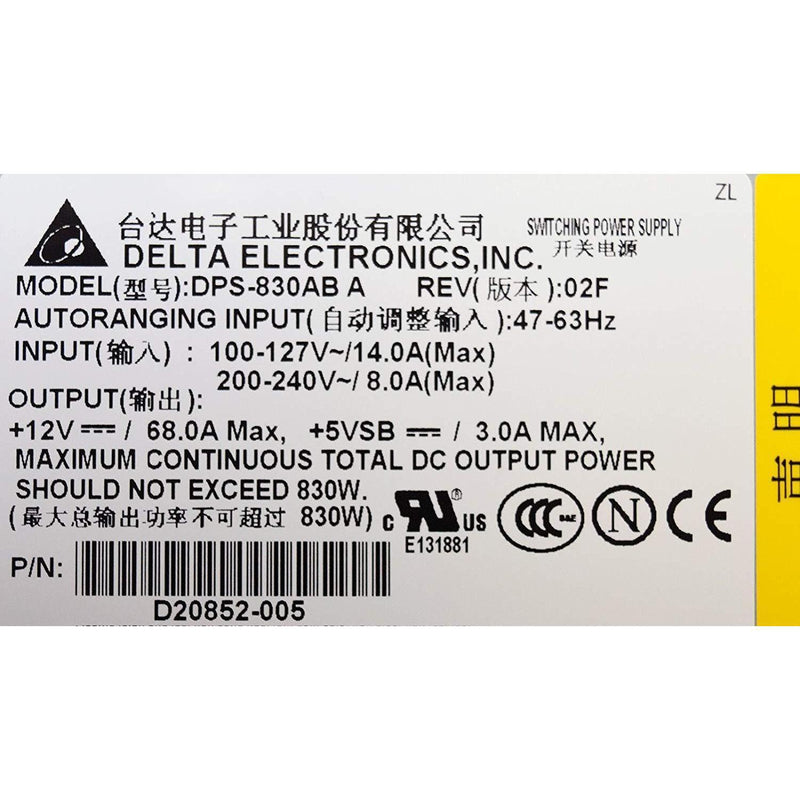 ZL
台达电子工业股份有限公司 SWITCHING POWER SUPPLY
DELTA ELECTRONICS,INC. 开关电源
MODEL(型号):DPS-830AB A REV(版本):02F
AUTORANGING INPUT(自动调整输入):47-63Hz
INPUT(输入) : 100-127V~/14.0A(Max)
200-240V~/ 8.0A(Max)
OUTPUT(输出):
+12V ⎓ / 68.0A Max, +5VSB ⎓ / 3.0A MAX,
MAXIMUM CONTINUOUS TOTAL DC OUTPUT POWER
SHOULD NOT EXCEED 830W.
(最大总输出功率不可超过 830W)
c RU® US CCC S&E N CE
E131881
P/N:
D20852-005